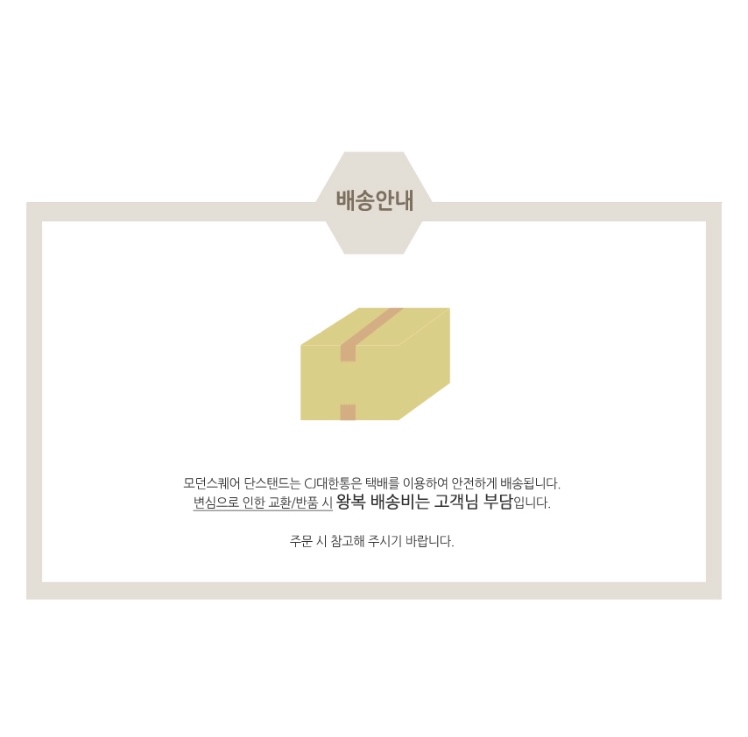 배송안내
모던스퀘어 단스탠드는 CJ대한통은 택배를 이용하여 안전하게 배송됩니다.
변심으로 인한 교환/반품 시 왕복 배송비는 고객님 부담입니다.
주문 시 참고해 주시기 바랍니다.